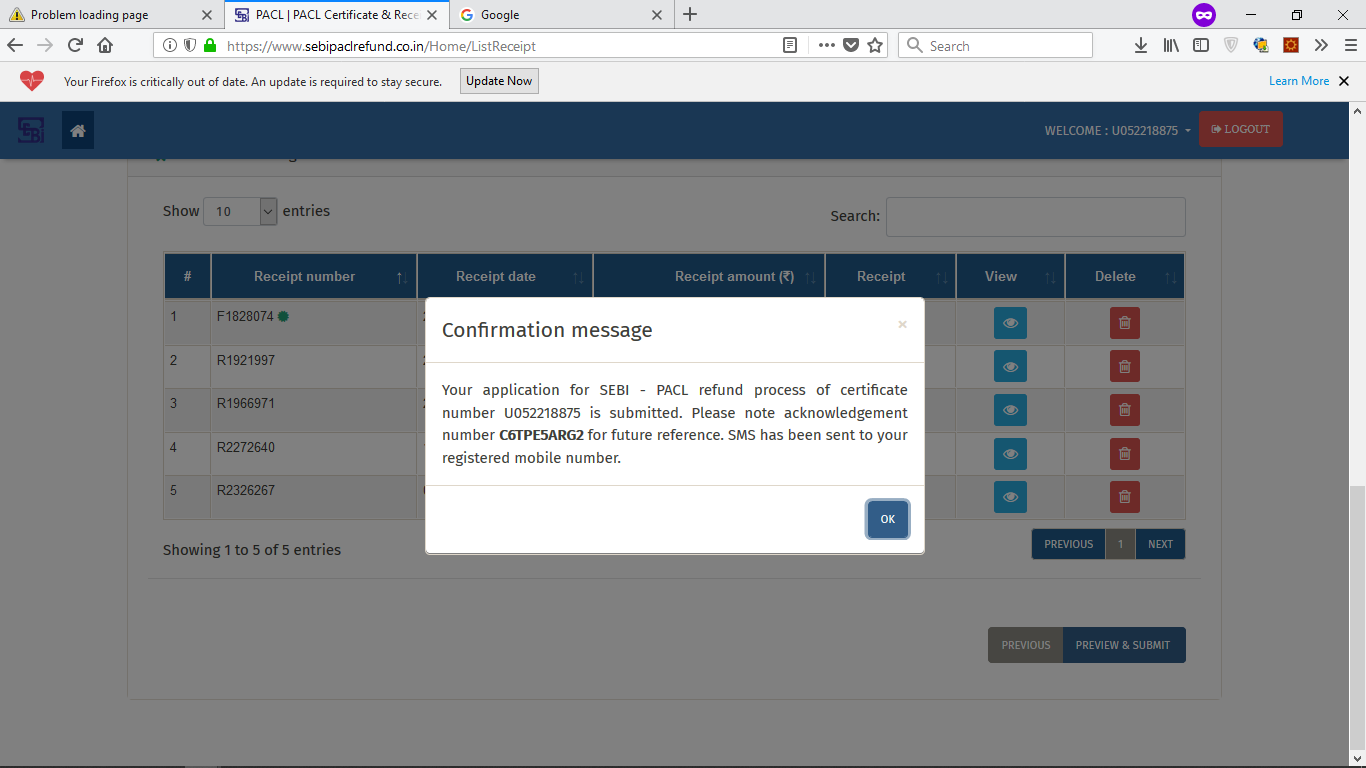 Problem loading page
PACL | PACL Certificate & Rece
Google
https://www.sebipaclrefund.co.in/Home/ListReceipt
Search
Your Firefox is critically out of date. An update is required to stay secure.
Update Now
Learn More
SEBI
WELCOME : U052218875
LOGOUT
Show 10 entries
Search:
# Receipt number Receipt date Receipt amount (₹) Receipt View Delete
1 F1828074
2 R1921997
3 R1966971
4 R2272640
5 R2326267
Confirmation message
×
Your application for SEBI - PACL refund process of certificate
number U052218875 is submitted. Please note acknowledgement
number C6TPE5ARG2 for future reference. SMS has been sent to your
registered mobile number.
OK
Showing 1 to 5 of 5 entries
PREVIOUS 1 NEXT
PREVIOUS PREVIEW & SUBMIT